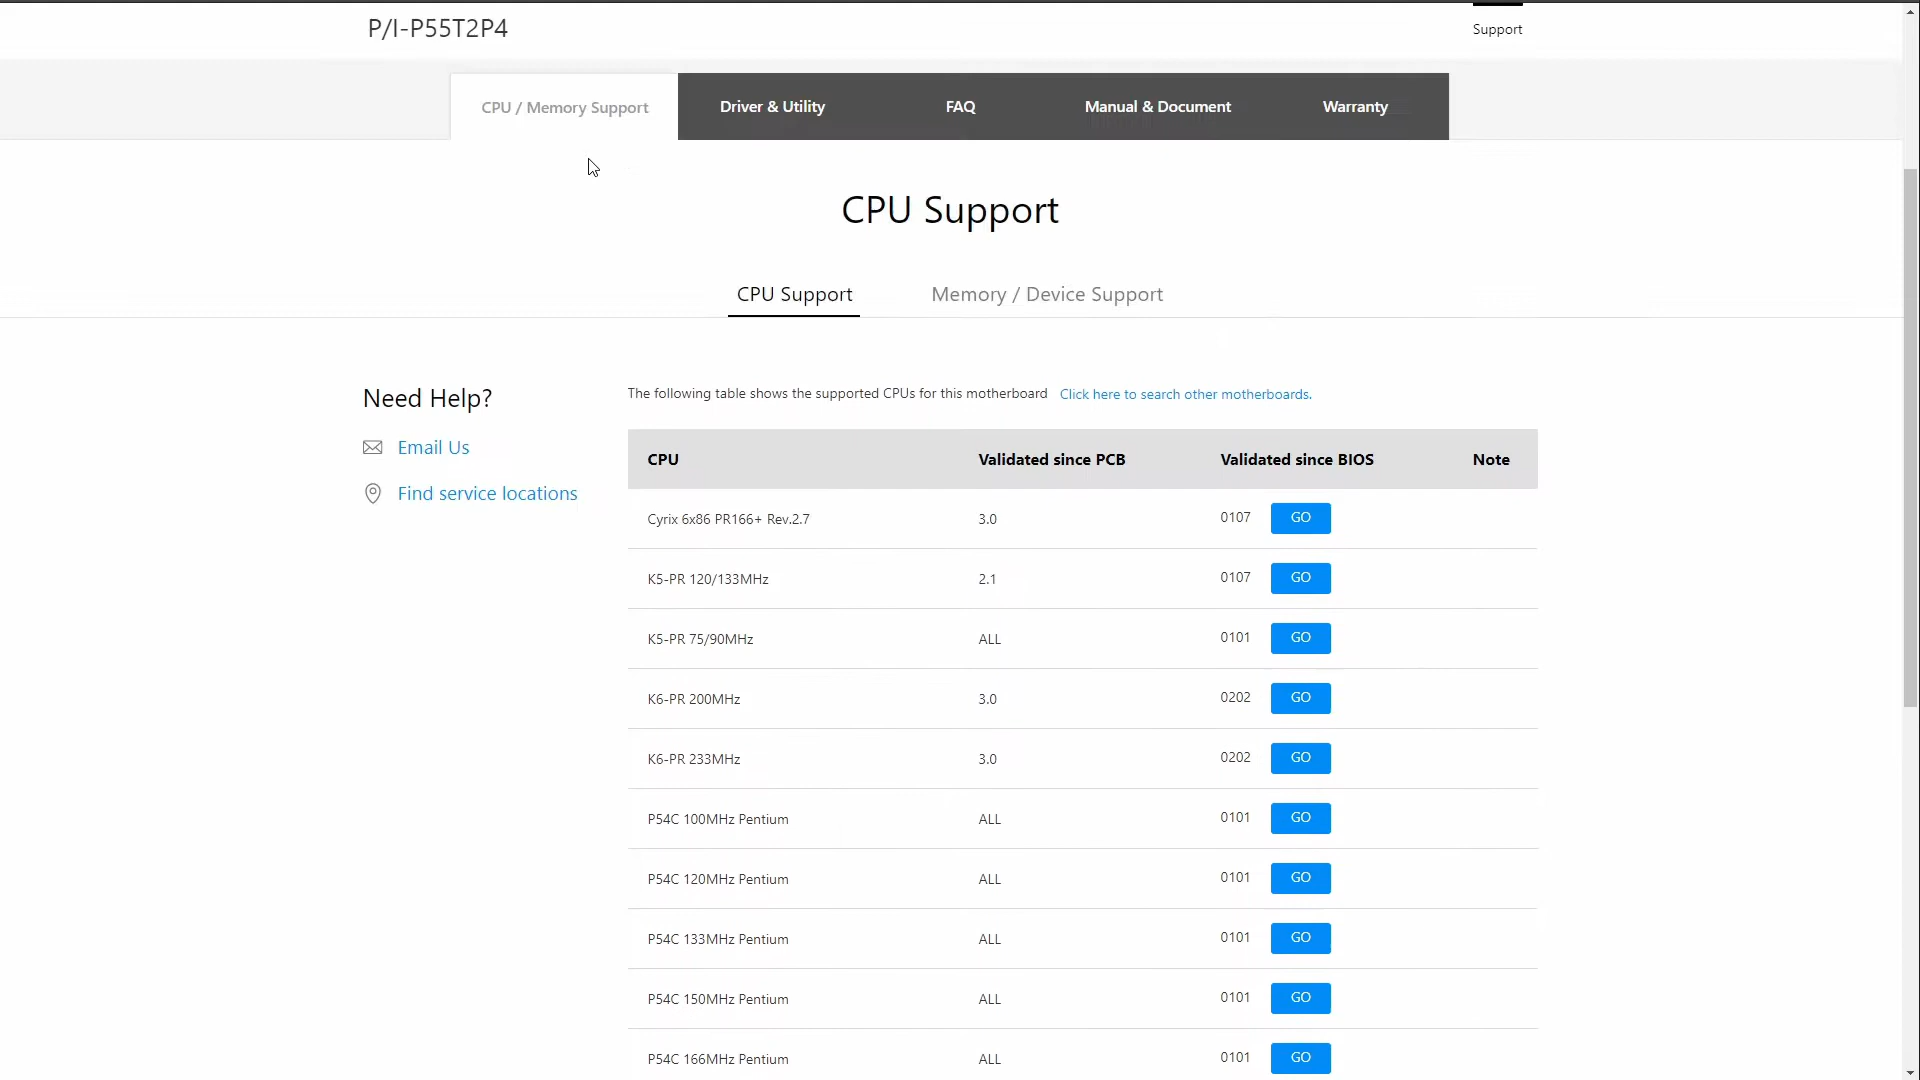 P/I-P55T2P4
Support
CPU / Memory Support
Driver & Utility
FAQ
Manual & Document
Warranty
CPU Support
CPU Support
Memory / Device Support
Need Help?
Email Us
Find service locations
The following table shows the supported CPUs for this motherboard Click here to search other motherboards.
CPU Validated since PCB Validated since BIOS Note
Cyrix 6x86 PR166+ Rev.2.7 3.0 0107 GO
K5-PR 120/133MHz 2.1 0107 GO
K5-PR 75/90MHz ALL 0101 GO
K6-PR 200MHz 3.0 0202 GO
K6-PR 233MHz 3.0 0202 GO
P54C 100MHz Pentium ALL 0101 GO
P54C 120MHz Pentium ALL 0101 GO
P54C 133MHz Pentium ALL 0101 GO
P54C 150MHz Pentium ALL 0101 GO
P54C 166MHz Pentium ALL 0101 GO